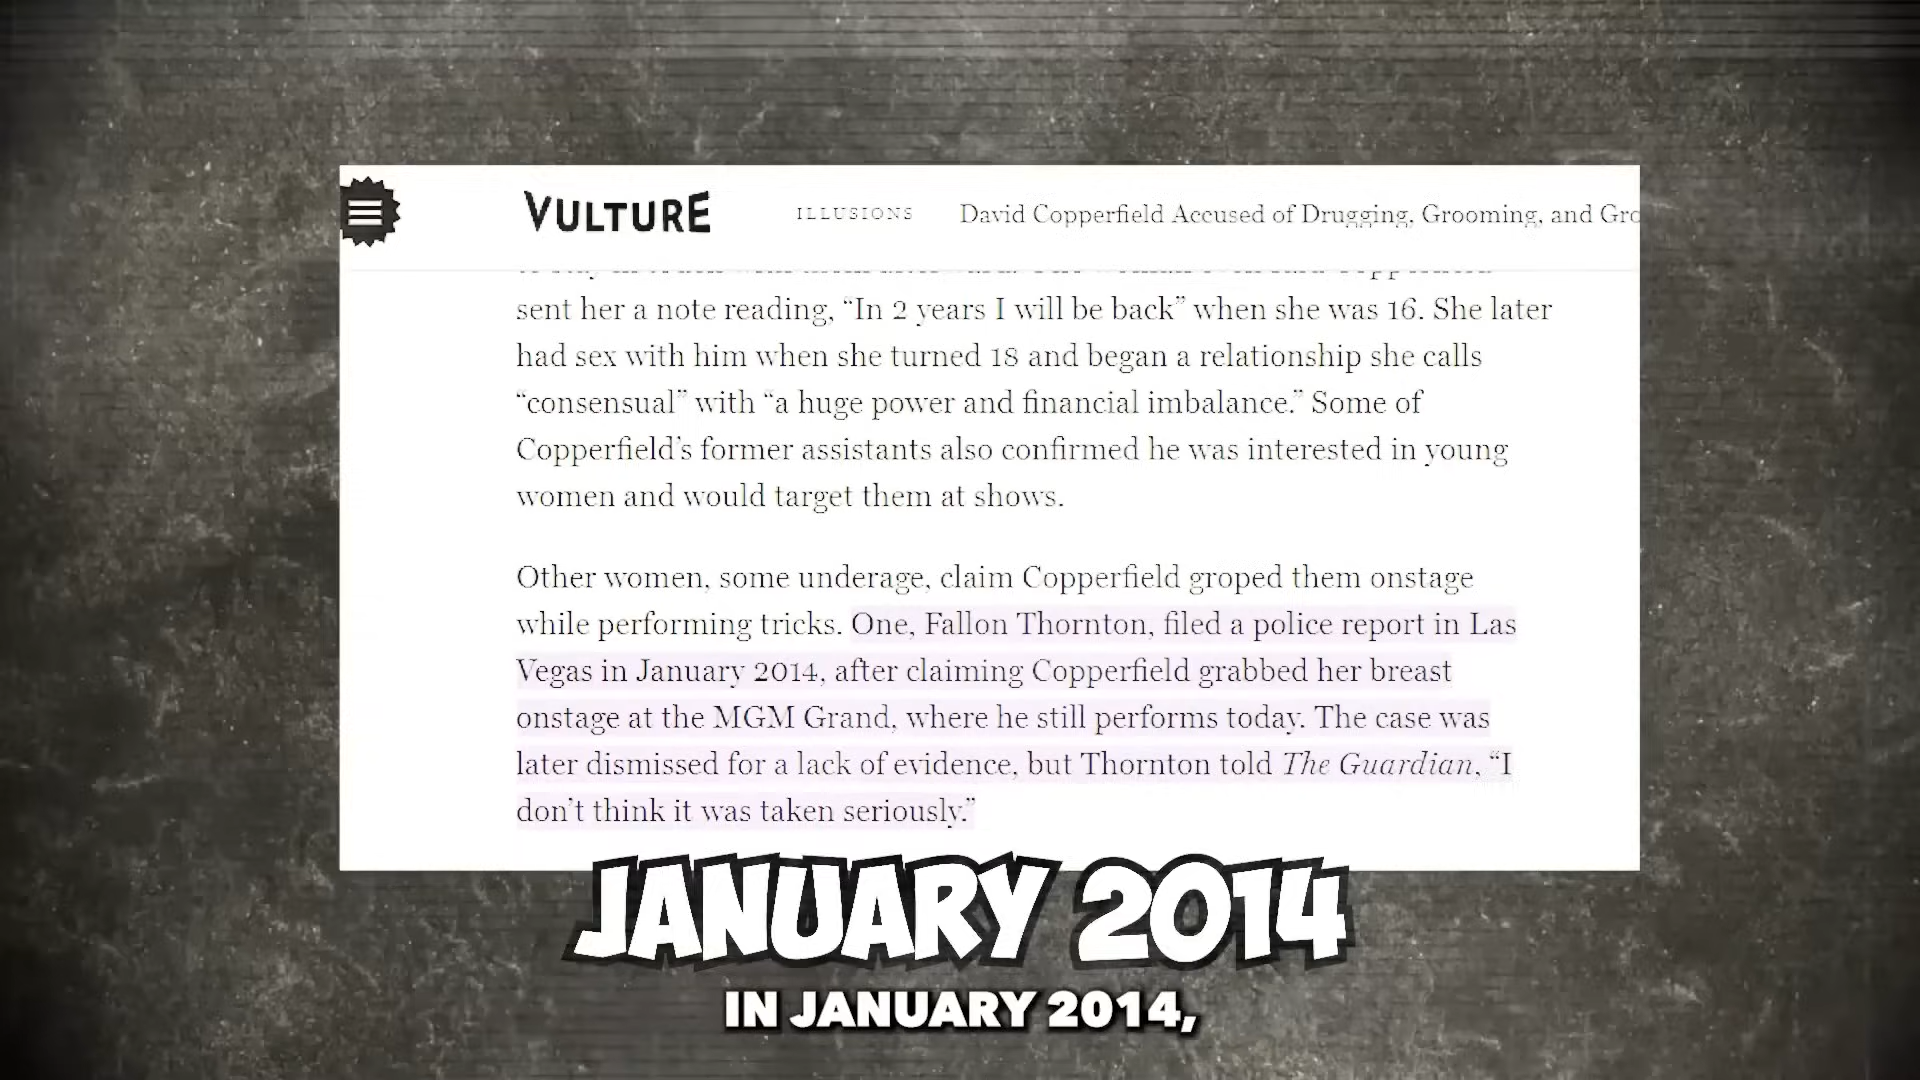 VULTURE
ILLUSIONS
David Copperfield Accused of Drugging, Grooming, and Gro
sent her a note reading, “In 2 years I will be back” when she was 16. She later
had sex with him when she turned 18 and began a relationship she calls
“consensual” with “a huge power and financial imbalance.” Some of
Copperfield’s former assistants also confirmed he was interested in young
women and would target them at shows.
Other women, some underage, claim Copperfield groped them onstage
while performing tricks. One, Fallon Thornton, filed a police report in Las
Vegas in January 2014, after claiming Copperfield grabbed her breast
onstage at the MGM Grand, where he still performs today. The case was
later dismissed for a lack of evidence, but Thornton told The Guardian, “I
don’t think it was taken seriously.”
JANUARY 2014
IN JANUARY 2014,